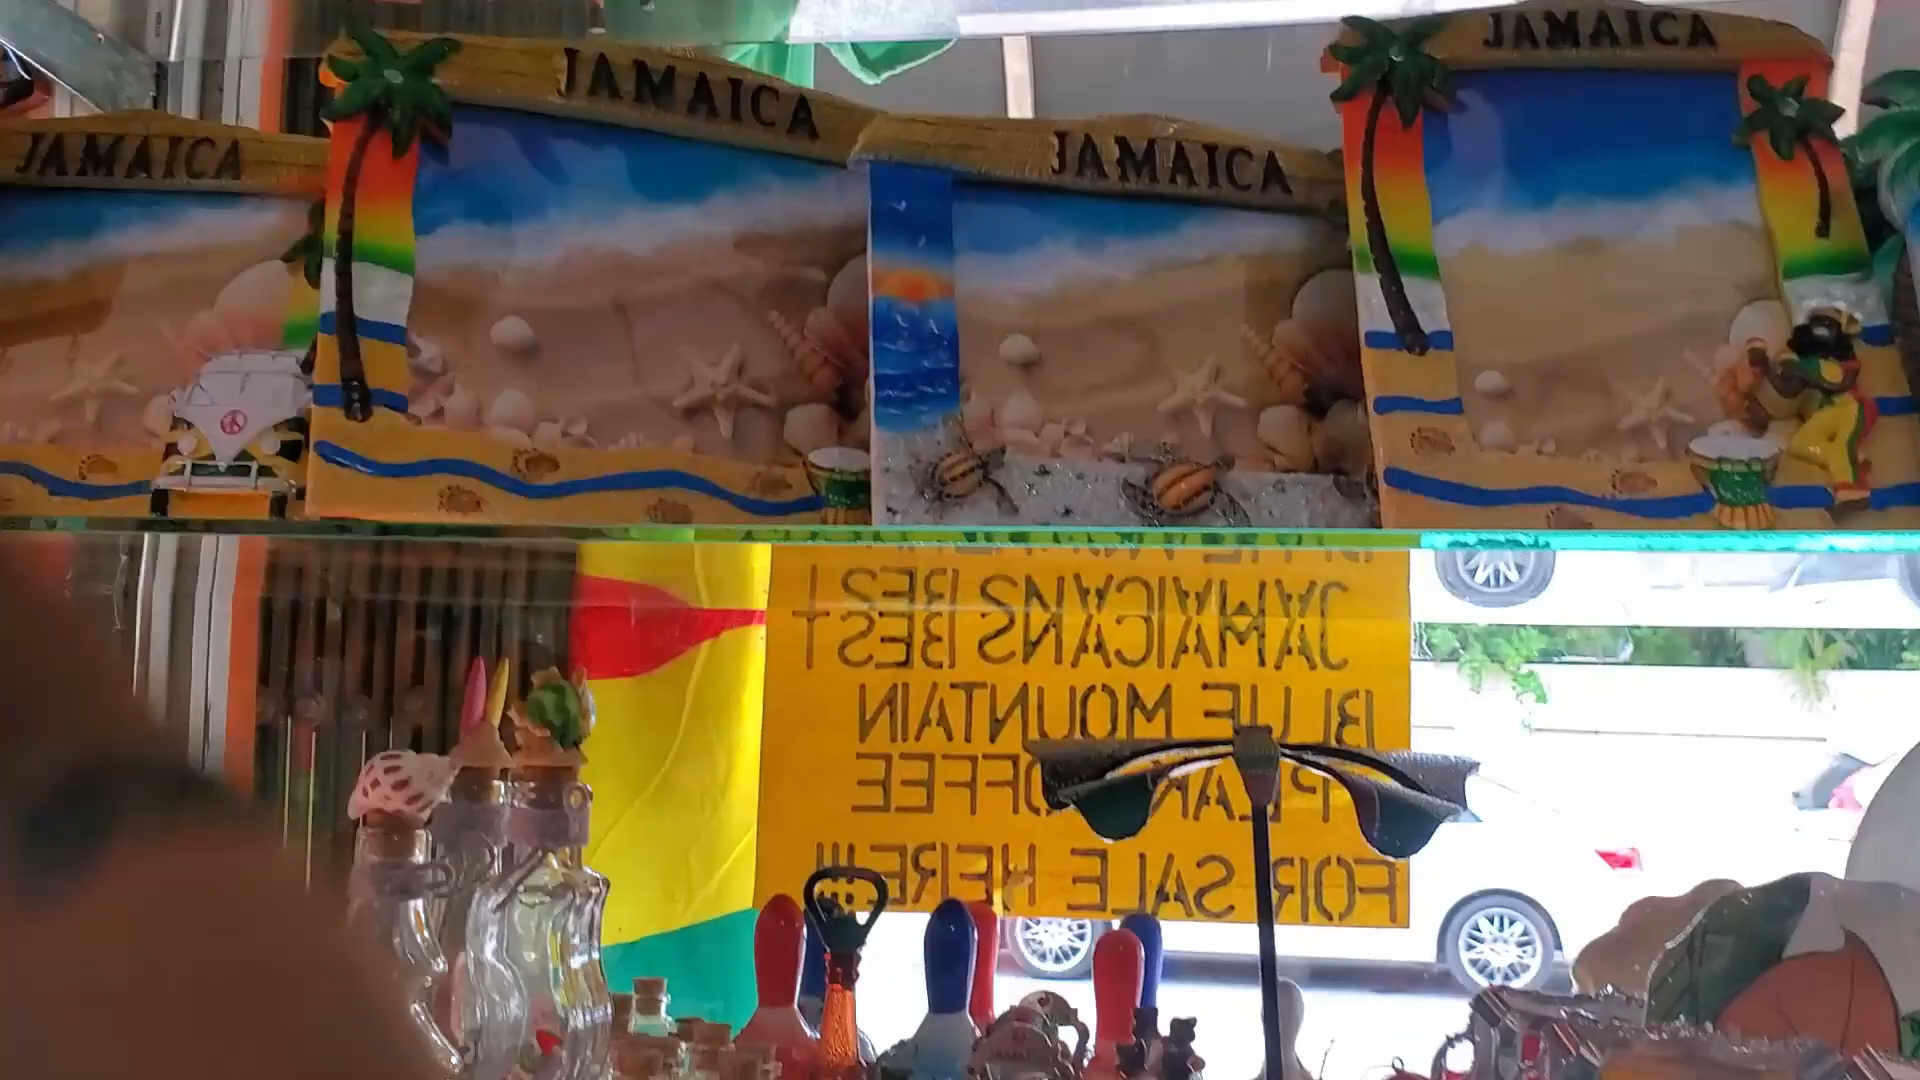 JAMAICA
JAMAICA
JAMAICA
JAMAICA
JAMAICANS BEST
BLUE MOUNTAIN
COFFEE
FOR SALE HERE!!!